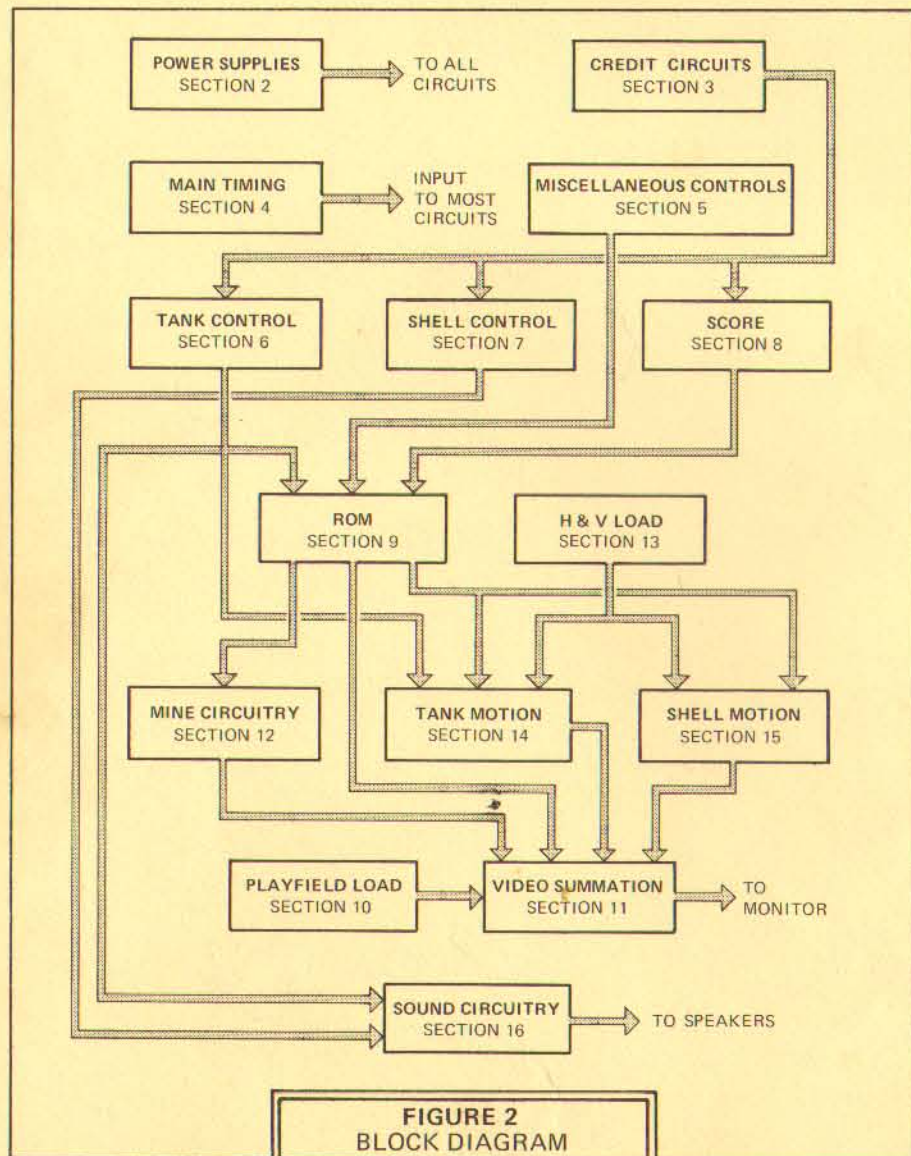 POWER SUPPLIES
SECTION 2
TO ALL
CIRCUITS
CREDIT CIRCUITS
SECTION 3
MAIN TIMING
SECTION 4
INPUT
TO MOST
CIRCUITS
MISCELLANEOUS CONTROLS
SECTION 5
TANK CONTROL
SECTION 6
SHELL CONTROL
SECTION 7
SCORE
SECTION 8
ROM
SECTION 9
H & V LOAD
SECTION 13
MINE CIRCUITRY
SECTION 12
TANK MOTION
SECTION 14
SHELL MOTION
SECTION 15
PLAYFIELD LOAD
SECTION 10
VIDEO SUMMATION
SECTION 11
TO
MONITOR
SOUND CIRCUITRY
SECTION 16
TO SPEAKERS
FIGURE 2
BLOCK DIAGRAM